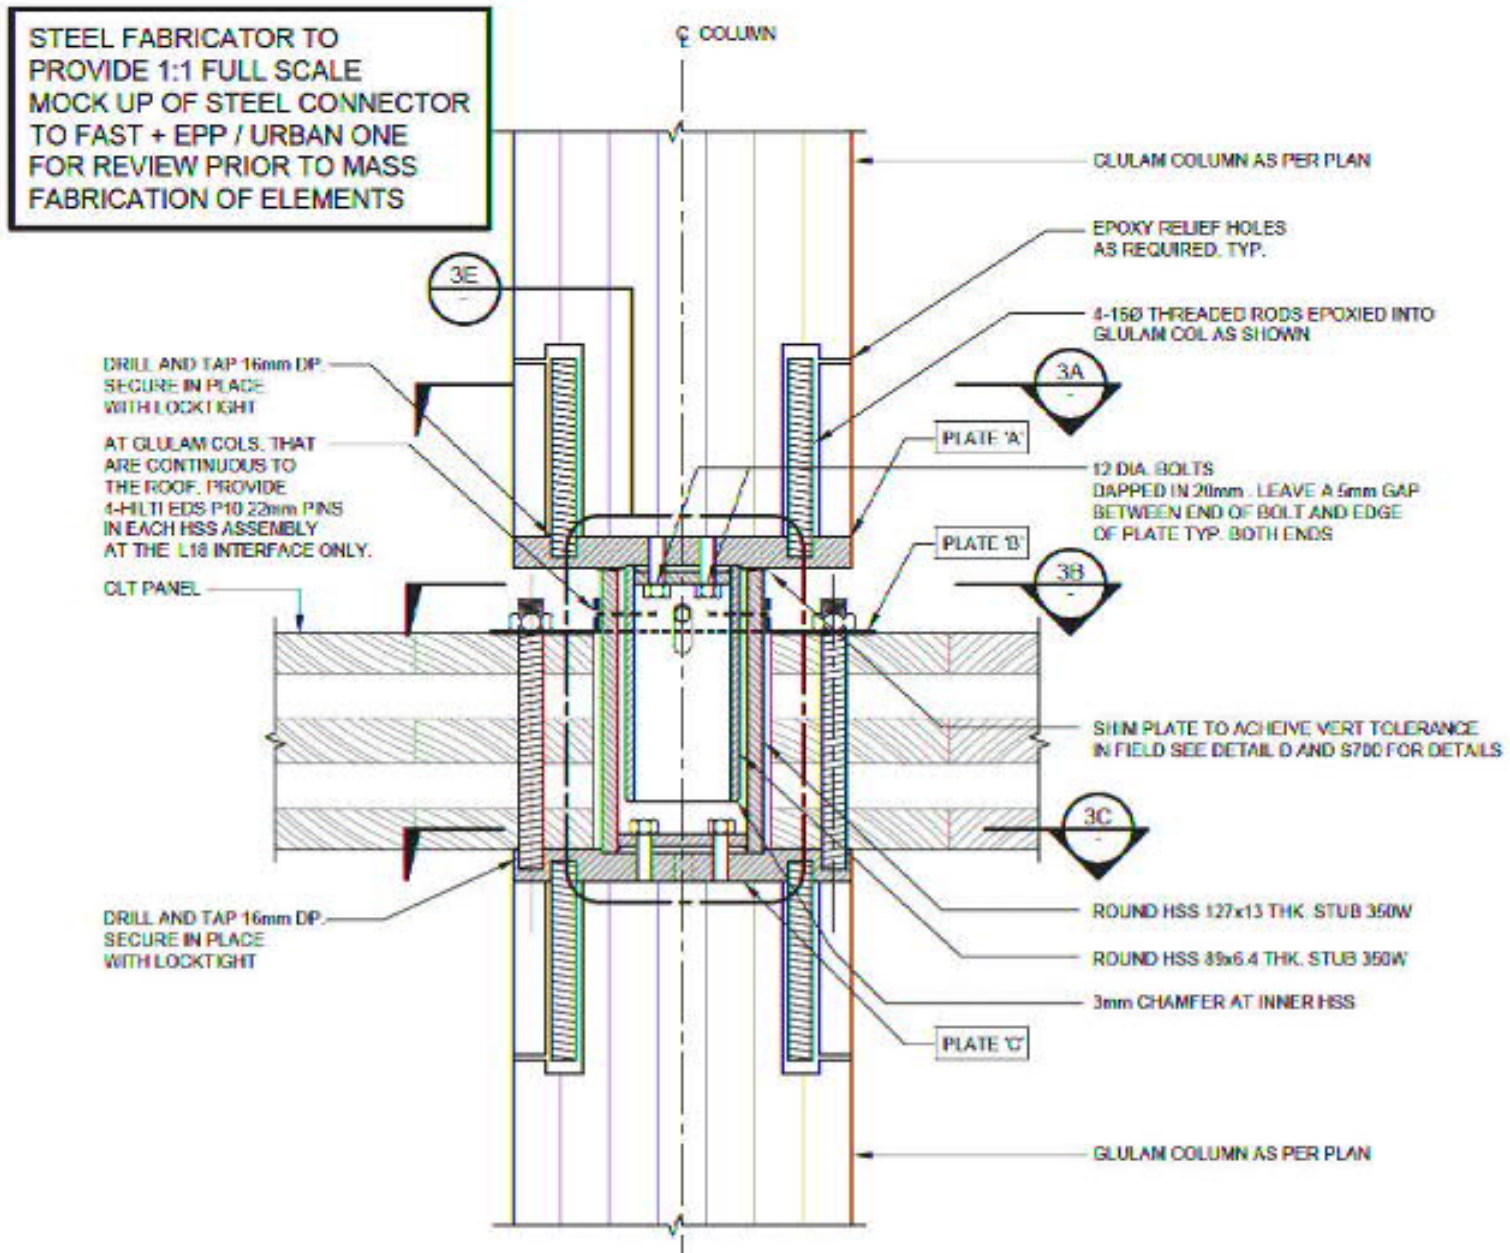 STEEL FABRICATOR TO
PROVIDE 1:1 FULL SCALE
MOCK UP OF STEEL CONNECTOR
TO FAST + EPP / URBAN ONE
FOR REVIEW PRIOR TO MASS
FABRICATION OF ELEMENTS
℄ COLUMN
GLULAM COLUMN AS PER PLAN
EPOXY RELIEF HOLES
AS REQUIRED, TYP.
3E
-
4-16Ø THREADED RODS EPOXIED INTO
GLULAM COL AS SHOWN
DRILL AND TAP 16mm DP.
SECURE IN PLACE
WITH LOCKTIGHT
3A
-
PLATE 'A'
AT GLULAM COLS. THAT
ARE CONTINUOUS TO
THE ROOF, PROVIDE
4-HILTI EDS P10 22mm PINS
IN EACH HSS ASSEMBLY
AT THE L18 INTERFACE ONLY.
12 DIA. BOLTS
DAPPED IN 20mm . LEAVE A 5mm GAP
BETWEEN END OF BOLT AND EDGE
OF PLATE TYP. BOTH ENDS
PLATE 'B'
3B
-
CLT PANEL
SHIM PLATE TO ACHEIVE VERT TOLERANCE
IN FIELD SEE DETAIL D AND S700 FOR DETAILS
3C
-
DRILL AND TAP 16mm DP.
SECURE IN PLACE
WITH LOCKTIGHT
ROUND HSS 127x13 THK. STUB 350W
ROUND HSS 89x6.4 THK. STUB 350W
3mm CHAMFER AT INNER HSS
PLATE 'C'
GLULAM COLUMN AS PER PLAN